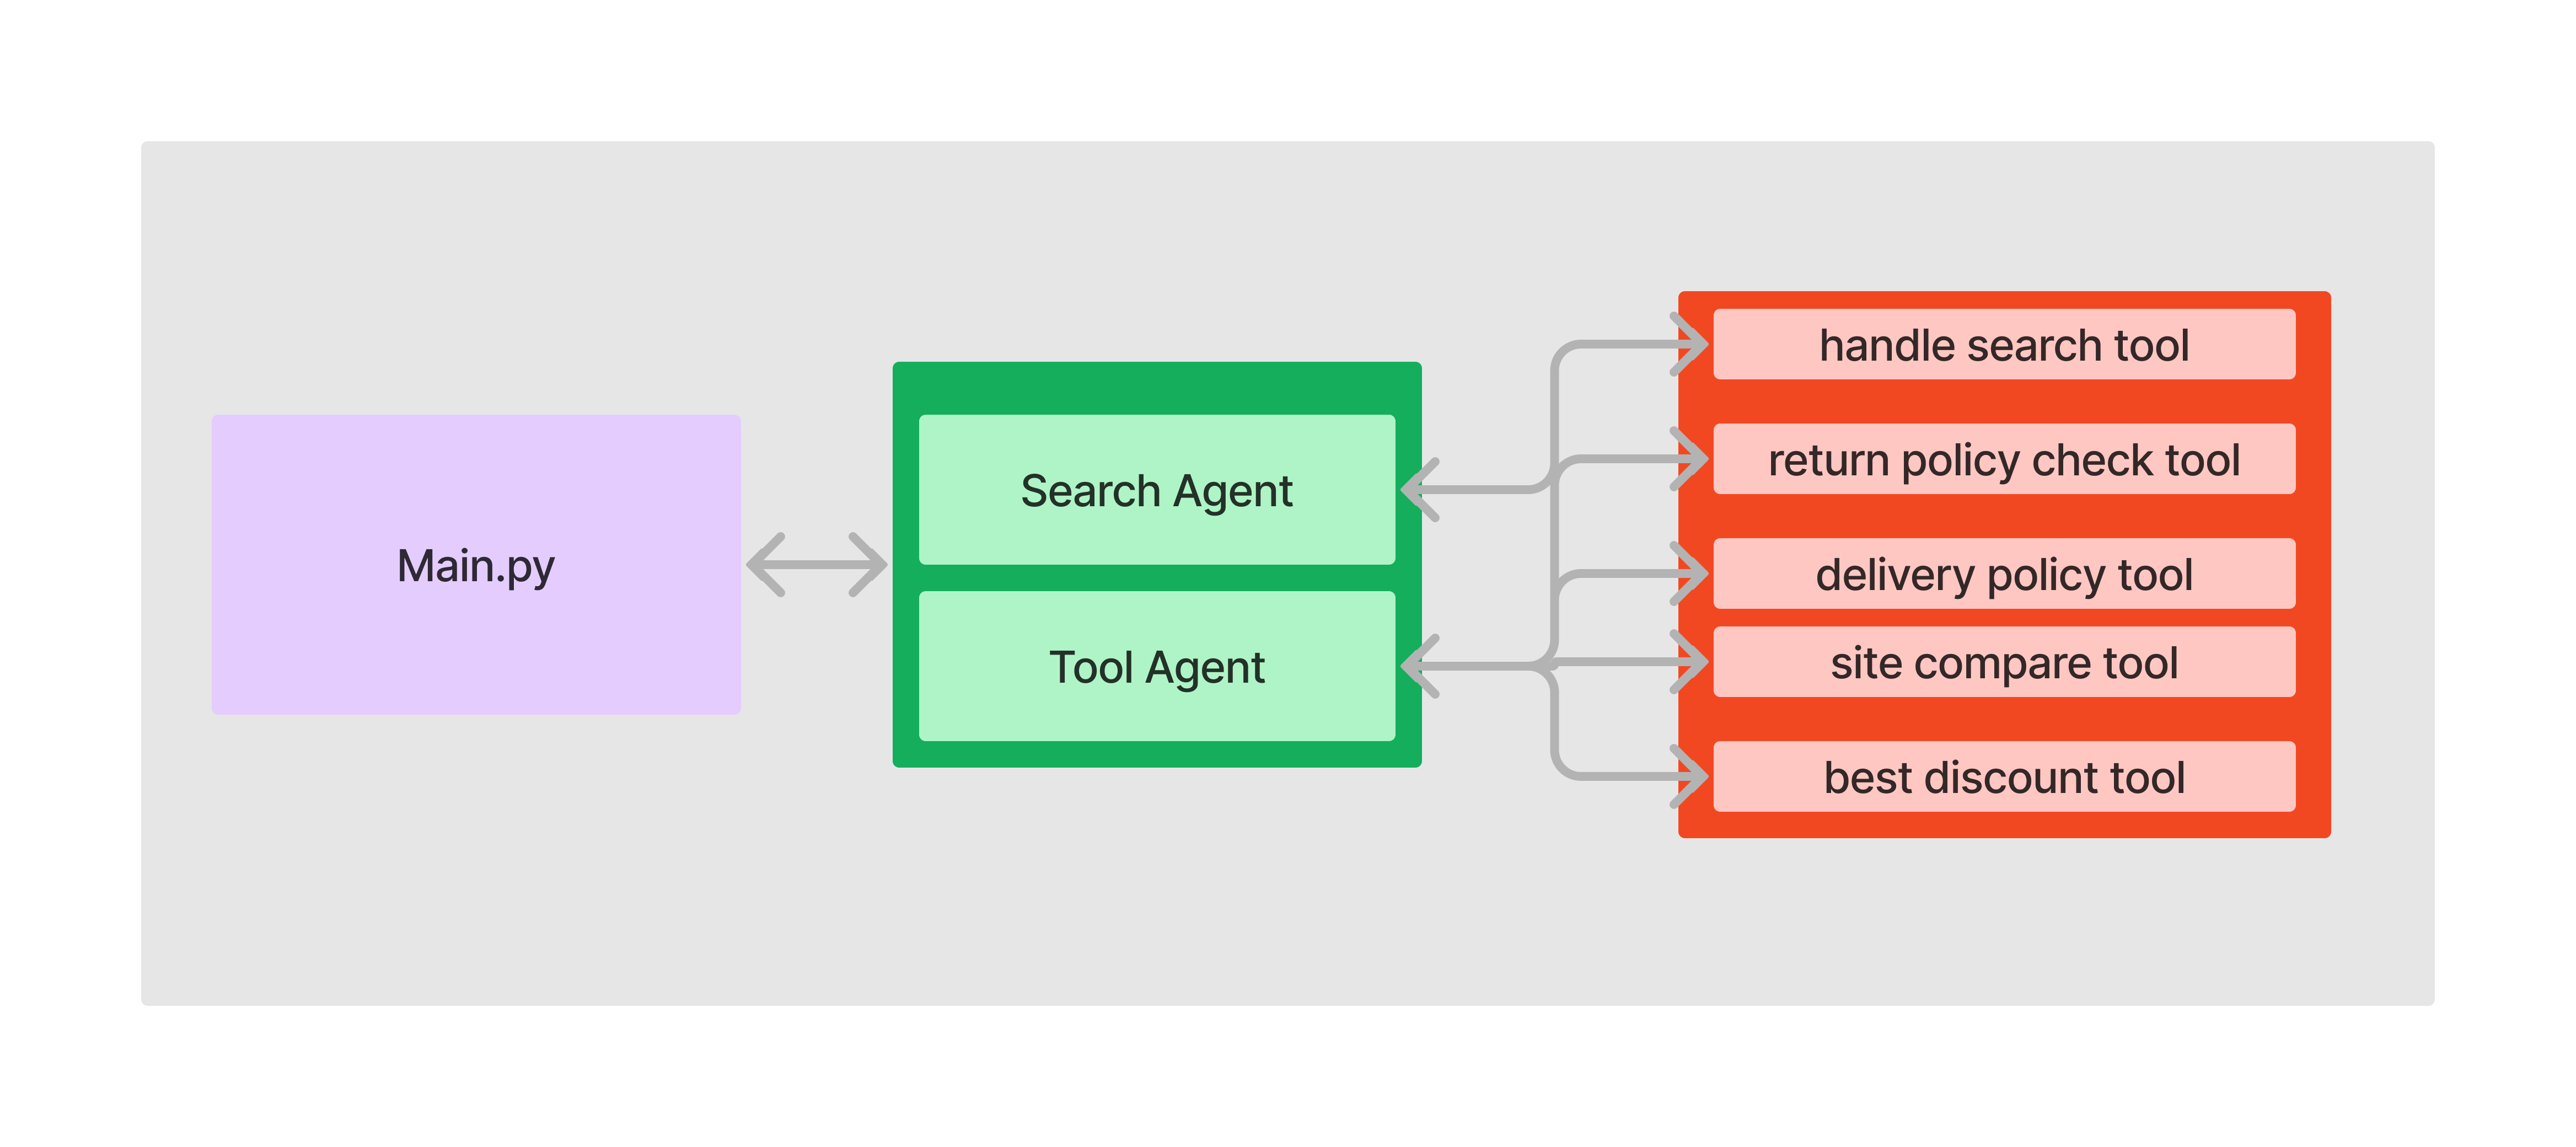 Main.py
Search Agent
Tool Agent
handle search tool
return policy check tool
delivery policy tool
site compare tool
best discount tool